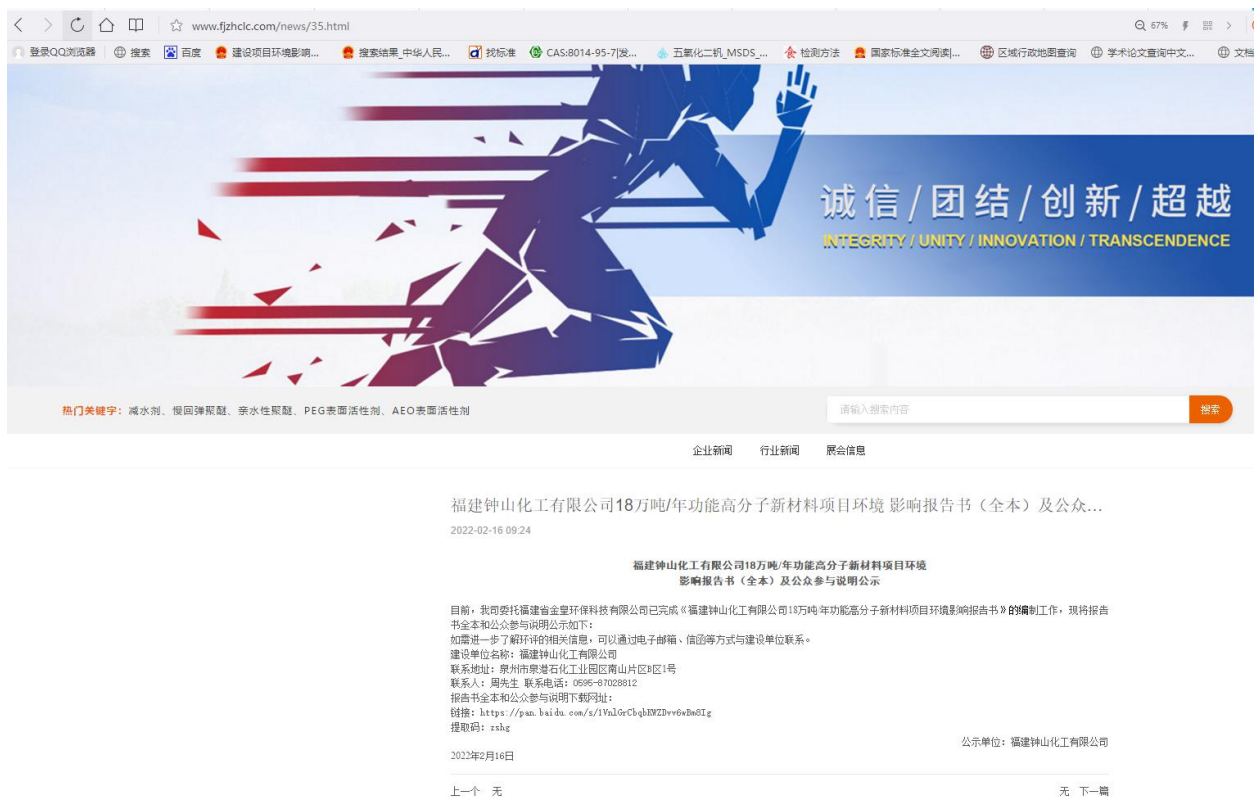 www.fjzhclc.com/news/35.html
67%
登录QQ浏览器 搜索 百度 建设项目环境影响... 搜索结果_中华人民... 找标准 CAS:8014-95-7|发... 五氧化二钒_MSDS_... 检测方法 国家标准全文阅读|... 区域行政地图查询 学术论文查询中文... 文档
诚信/团结/创新/超越
INTEGRITY / UNITY / INNOVATION / TRANSCENDENCE
热门关键字：减水剂、慢回弹聚醚、亲水性聚醚、PEG表面活性剂、AEO表面活性剂
请输入搜索内容 搜索
企业新闻 行业新闻 展会信息
福建钟山化工有限公司18万吨/年功能高分子新材料项目环境 影响报告书（全本）及公众...
2022-02-16 09:24
福建钟山化工有限公司18万吨/年功能高分子新材料项目环境
影响报告书（全本）及公众参与说明公示
目前，我司委托福建省金皇环保科技有限公司已完成《福建钟山化工有限公司18万吨/年功能高分子新材料项目环境影响报告书》的编制工作，现将报告
书全本和公众参与说明公示如下：
如需进一步了解环评的相关信息，可以通过电子邮箱、信函等方式与建设单位联系。
建设单位名称：福建钟山化工有限公司
联系地址：泉州市泉港石化工业园区南山片区B区1号
联系人：周先生 联系电话：0595-87028812
报告书全本和公众参与说明下载网址：
链接：https://pan.baidu.com/s/1VnlGrCbqbRWZDvv6wBm8Ig
提取码：zshg
公示单位：福建钟山化工有限公司
2022年2月16日
上一个 无
无 下一篇